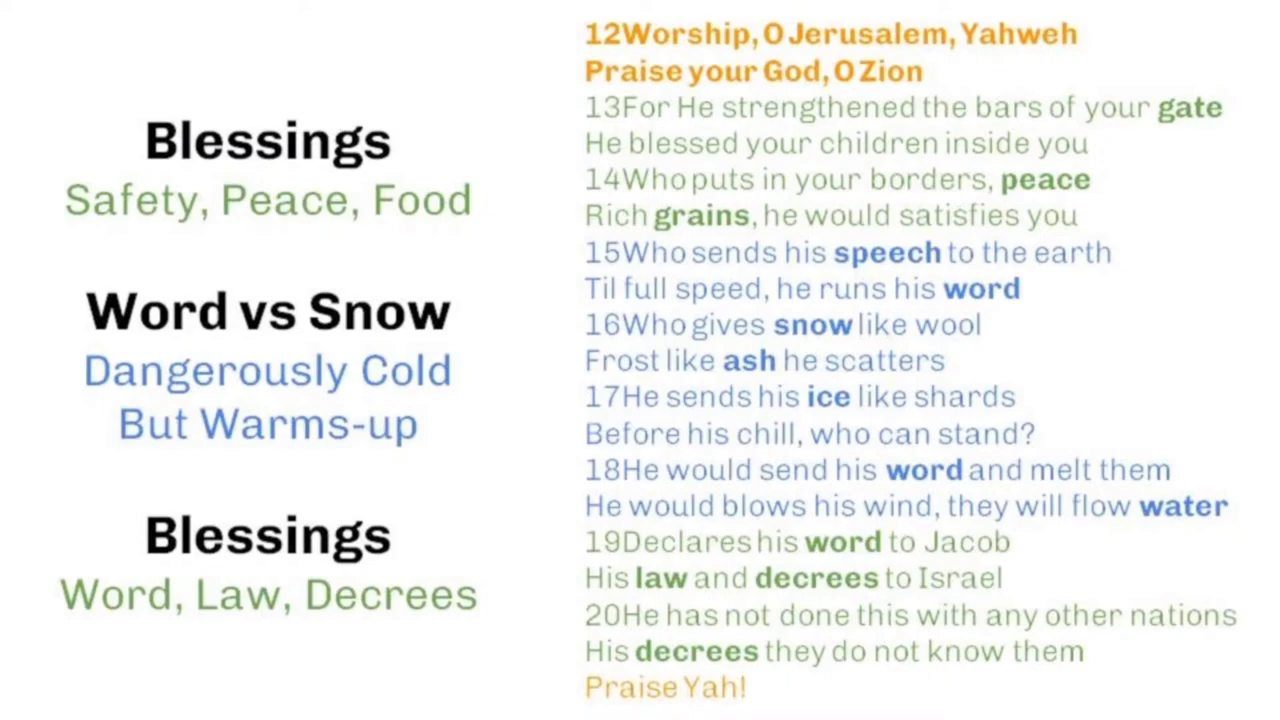 Blessings
Safety, Peace, Food
Word vs Snow
Dangerously Cold
But Warms-up
Blessings
Word, Law, Decrees
12Worship, O Jerusalem, Yahweh
Praise your God, O Zion
13For He strengthened the bars of your gate
He blessed your children inside you
14Who puts in your borders, peace
Rich grains, he would satisfies you
15Who sends his speech to the earth
Til full speed, he runs his word
16Who gives snow like wool
Frost like ash he scatters
17He sends his ice like shards
Before his chill, who can stand?
18He would send his word and melt them
He would blows his wind, they will flow water
19Declares his word to Jacob
His law and decrees to Israel
20He has not done this with any other nations
His decrees they do not know them
Praise Yah!